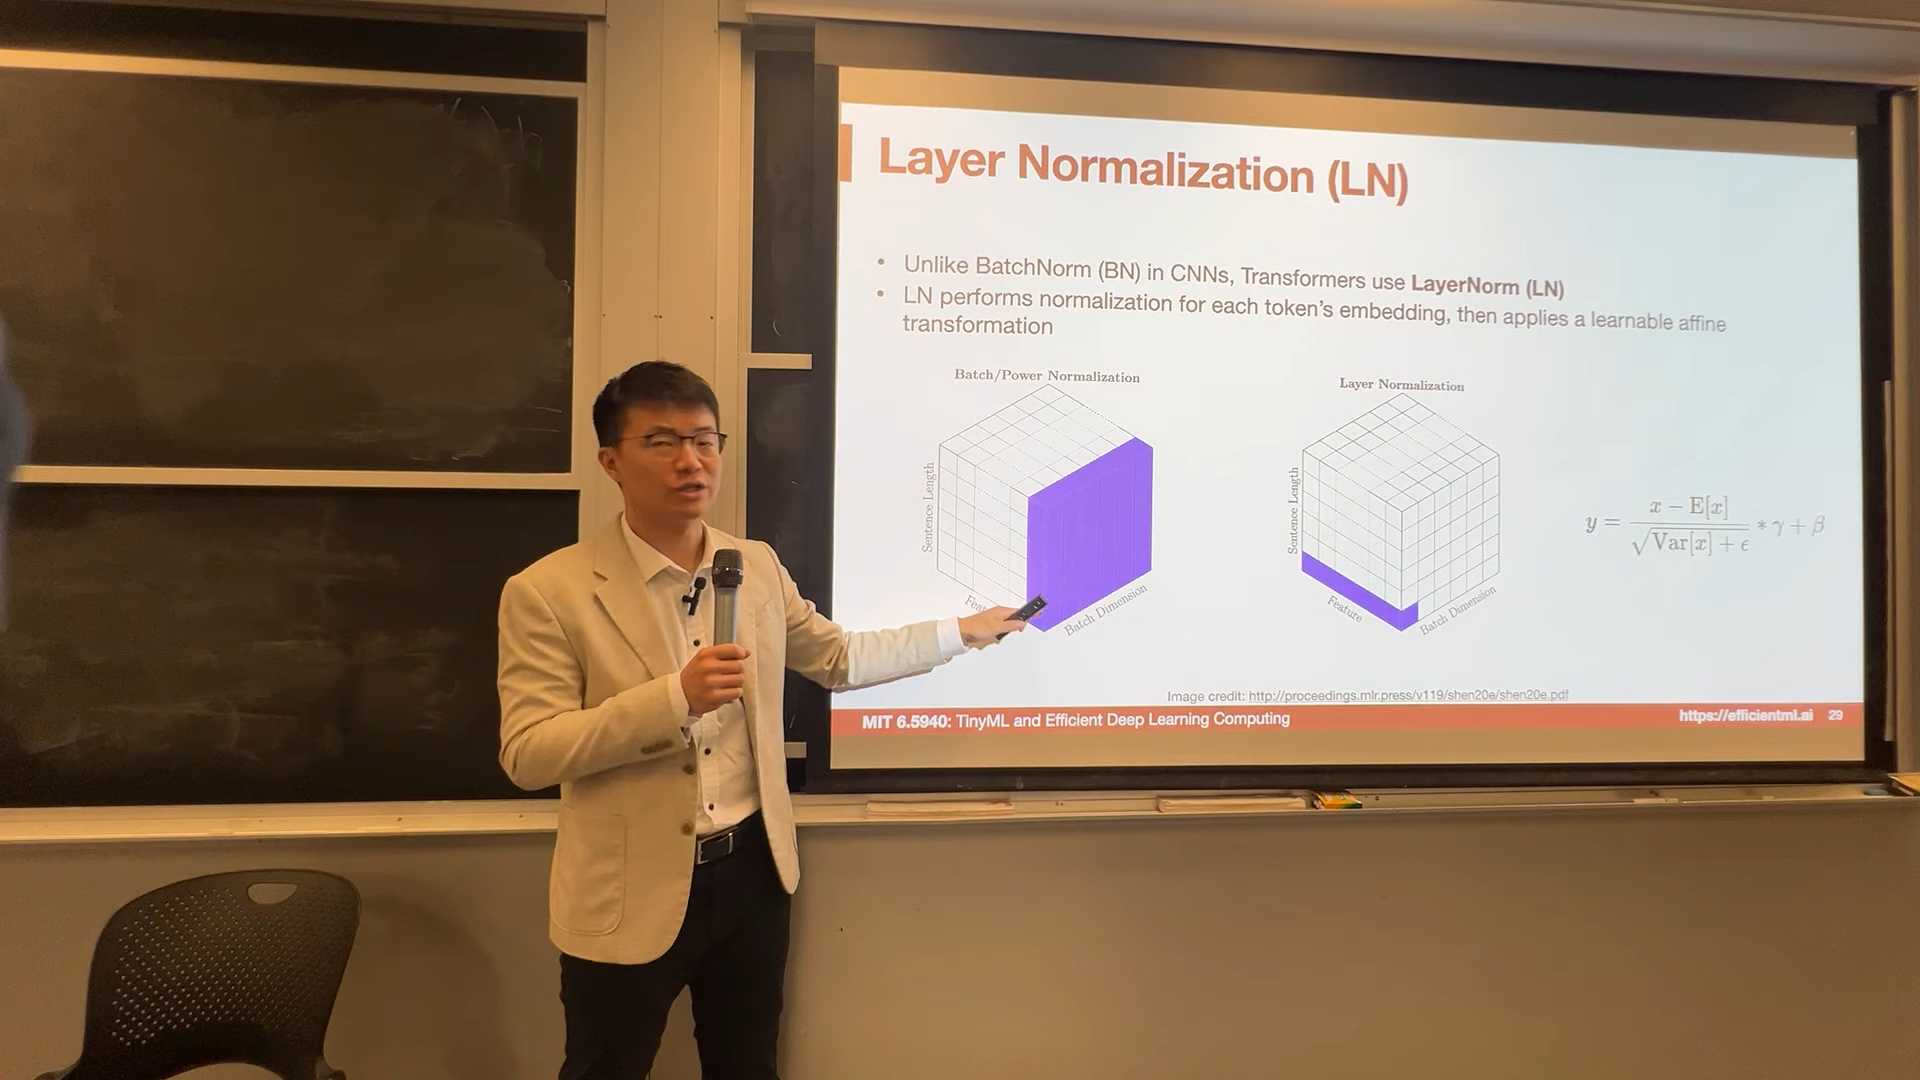 Layer Normalization (LN)
• Unlike BatchNorm (BN) in CNNs, Transformers use LayerNorm (LN)
• LN performs normalization for each token's embedding, then applies a learnable affine
transformation
Batch/Power Normalization
Sentence Length
Batch Dimension
Layer Normalization
Sentence Length
Feature
Batch Dimension
y = (x − E[x]) / √(Var[x] + ϵ) * γ + β
Image credit: http://proceedings.mlr.press/v119/shen20e/shen20e.pdf
MIT 6.5940: TinyML and Efficient Deep Learning Computing
https://efficientml.ai 29